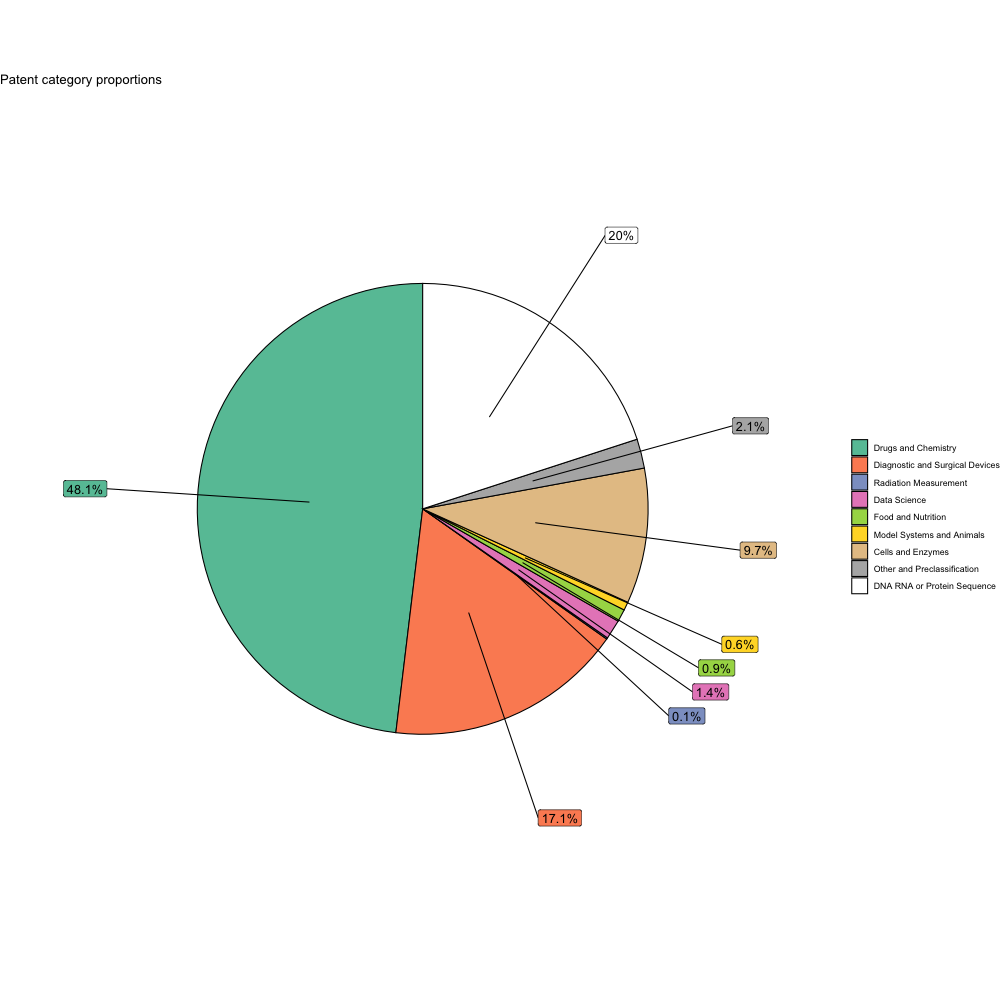 Patent category proportions
20%
2.1%
48.1%
9.7%
0.6%
0.9%
1.4%
0.1%
17.1%
Drugs and Chemistry
Diagnostic and Surgical Devices
Radiation Measurement
Data Science
Food and Nutrition
Model Systems and Animals
Cells and Enzymes
Other and Preclassification
DNA RNA or Protein Sequence